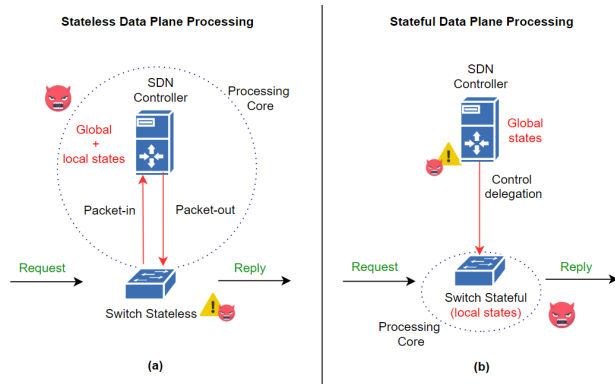 Stateless Data Plane Processing
SDN
Controller
Processing
Core
Global
+
local states
Packet-in
Packet-out
Request
Reply
Switch Stateless
(a)
Stateful Data Plane Processing
SDN
Controller
Global
states
Control
delegation
Request
Reply
Switch Stateful
(local states)
Processing
Core
(b)